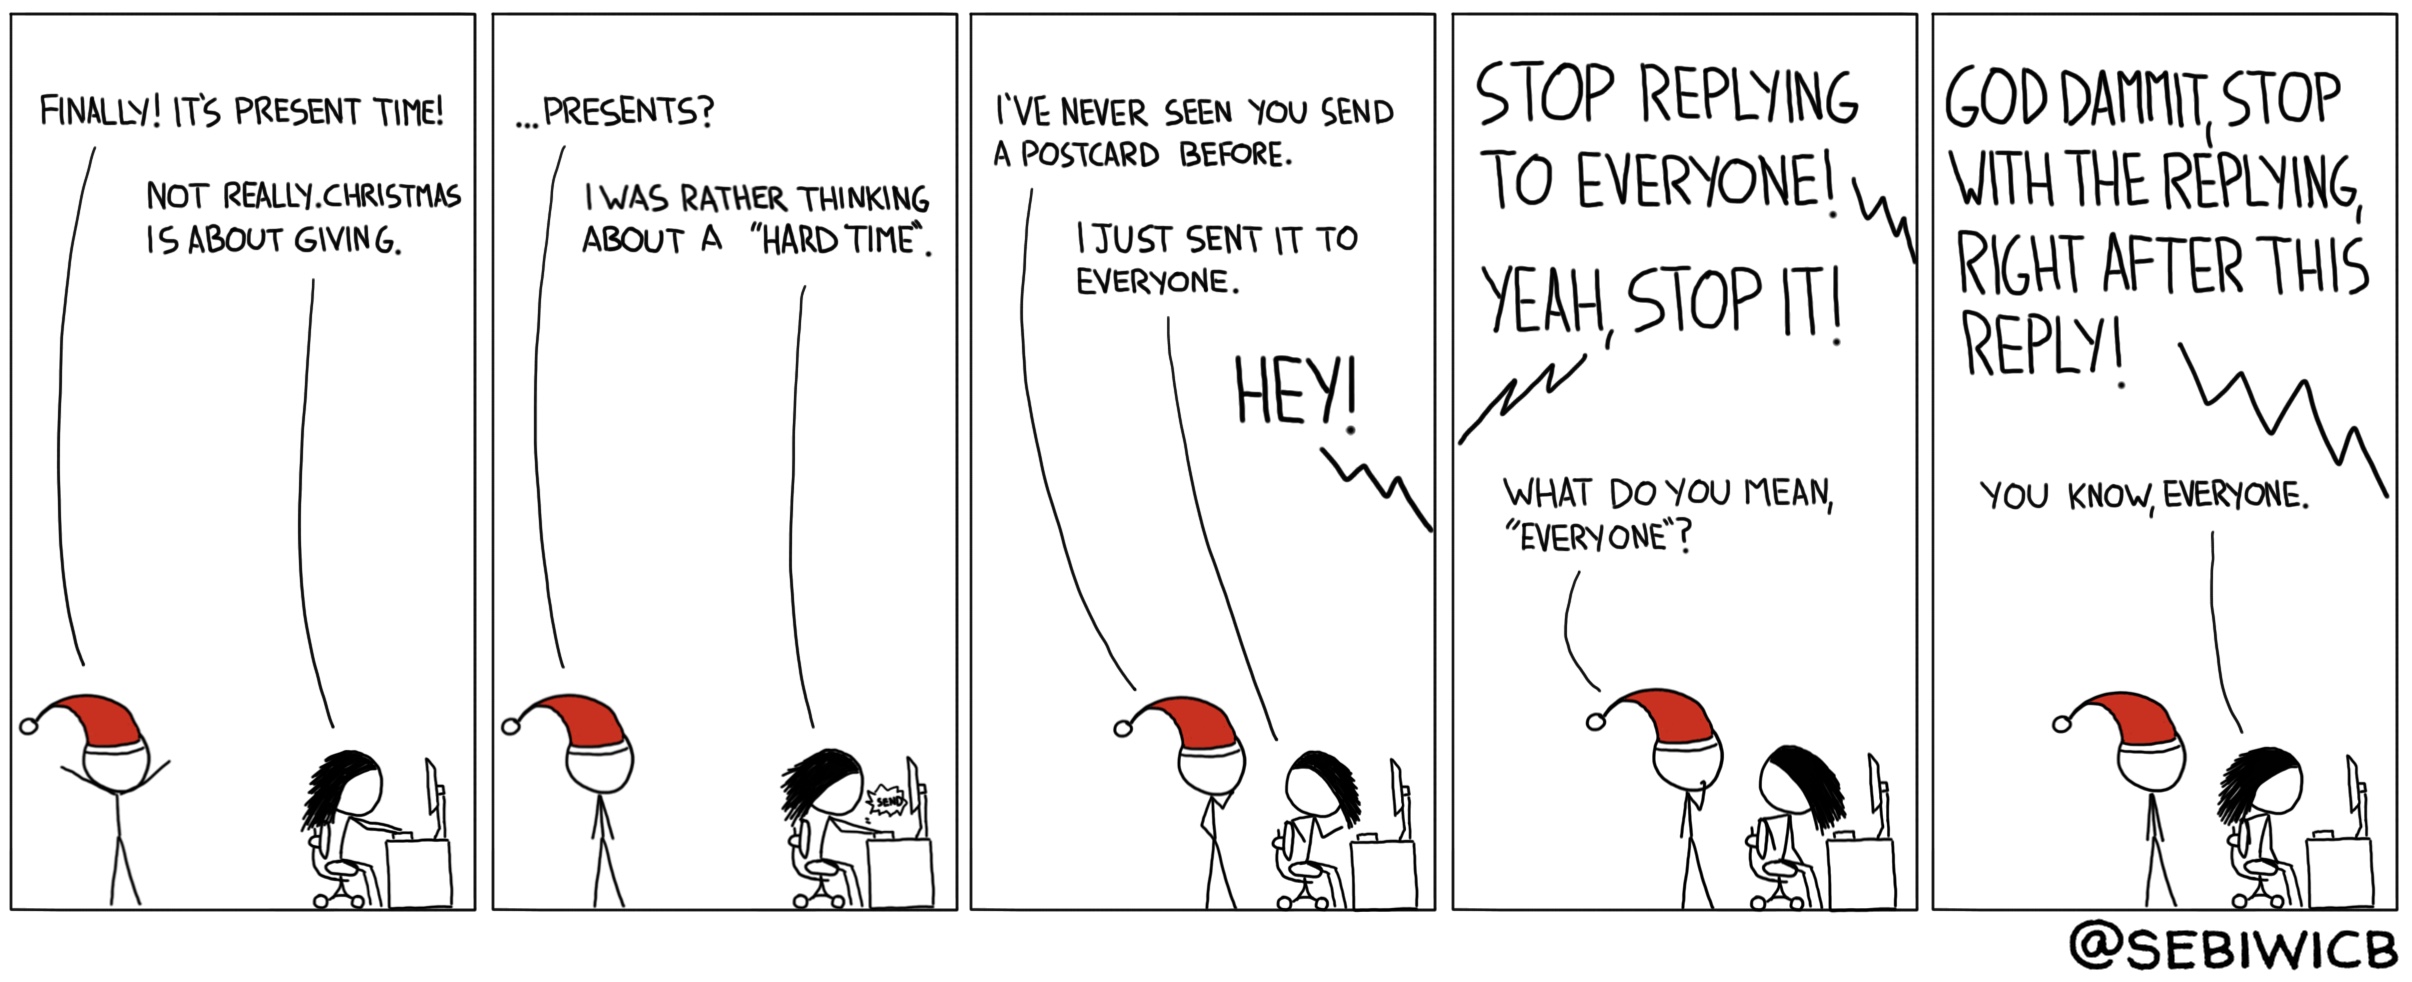 FINALLY! IT'S PRESENT TIME!
NOT REALLY. CHRISTMAS
IS ABOUT GIVING.
...PRESENTS?
I WAS RATHER THINKING
ABOUT A "HARD TIME".
SEND
I'VE NEVER SEEN YOU SEND
A POSTCARD BEFORE.
I JUST SENT IT TO
EVERYONE.
HEY!
STOP REPLYING
TO EVERYONE!
YEAH, STOP IT!
WHAT DO YOU MEAN,
"EVERYONE"?
GOD DAMMIT, STOP
WITH THE REPLYING,
RIGHT AFTER THIS
REPLY!
YOU KNOW, EVERYONE.
@SEBIWICB